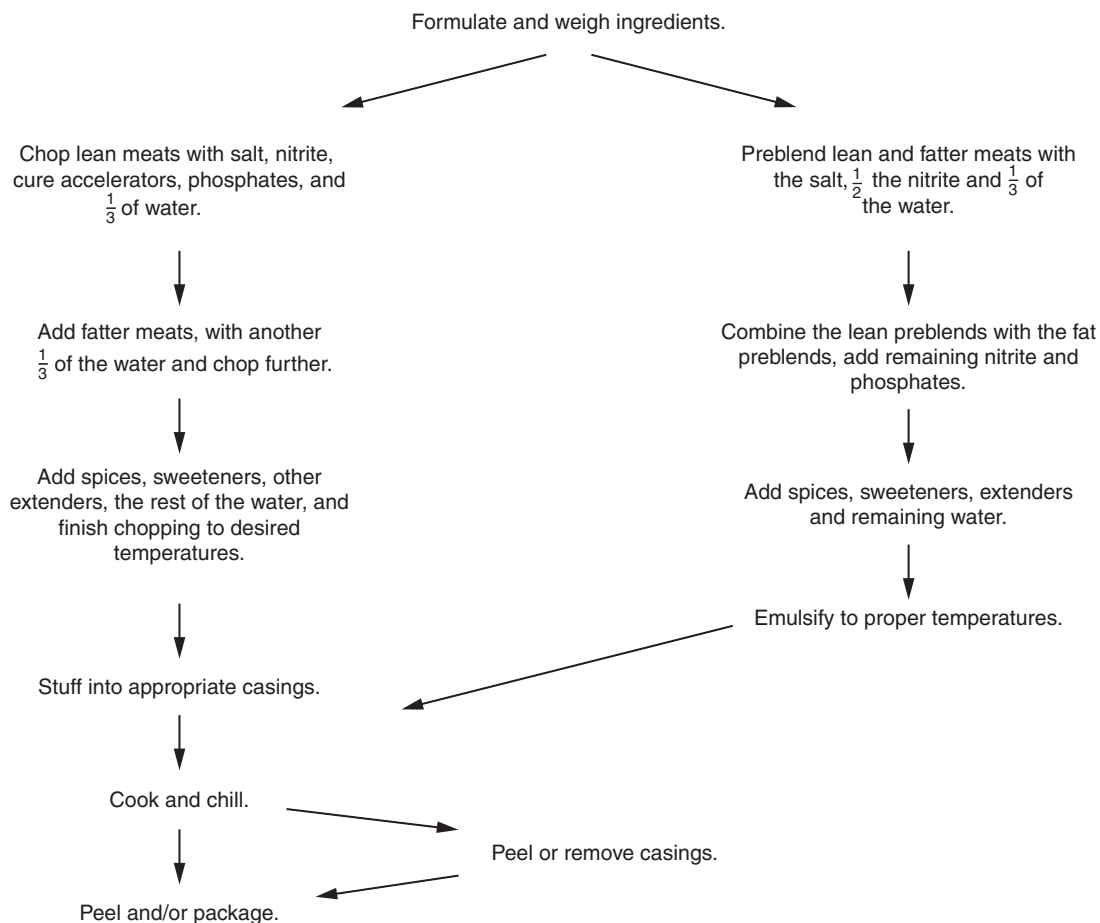 Formulate and weigh ingredients.
Chop lean meats with salt, nitrite,
cure accelerators, phosphates, and
1/3 of water.
Preblend lean and fatter meats with
the salt, 1/2 the nitrite and 1/3 of
the water.
Add fatter meats, with another
1/3 of the water and chop further.
Combine the lean preblends with the fat
preblends, add remaining nitrite and
phosphates.
Add spices, sweeteners, other
extenders, the rest of the water, and
finish chopping to desired
temperatures.
Add spices, sweeteners, extenders
and remaining water.
Emulsify to proper temperatures.
Stuff into appropriate casings.
Cook and chill.
Peel or remove casings.
Peel and/or package.